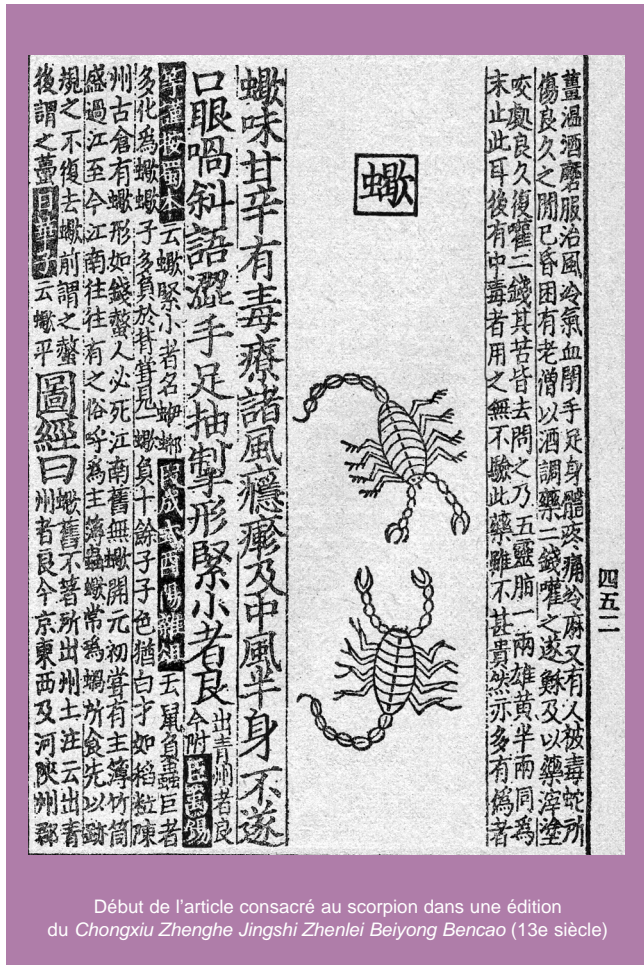 四五二
薑溫酒磨服治風冷氣血閉手足身體疼痛冷麻又有人被毒蛇所
傷良久之間已昏困有老僧以酒調藥二錢灌之遂蘇及以藥滓塗
咬處良久復灌二錢其苦皆去問之乃五靈脂一兩雄黃半兩同為
末止此耳後有中毒者用之無不驗此藥雖不甚貴然亦多有偽者
蠍
蠍味甘辛有毒療諸風癮瘮及中風半身不遂
口眼喎斜語澀手足抽掣形緊小者良 出青州者良今附 臣禹錫
等謹按蜀本云蠍緊小者名 段成式酉陽雜俎云鼠負蟲巨者
多化為蠍蠍子多負於背嘗見蠍負十餘子子色猶白才如稻粒陳
州古倉有蠍形如錢螫人必死江南舊無蠍開元初嘗有主簿竹筒
盛過江至今江南往往有之俗呼為主簿蟲蠍常為蝸所食先以跡
規之不復去蠍前謂之螫
後謂之蠆 日華子云蠍平
圖經曰
蠍舊不著所出州土注云出青
州者良今京東西及河陝州郡
Début de l'article consacré au scorpion dans une édition
du Chongxiu Zhenghe Jingshi Zhenlei Beiyong Bencao (13e siècle)